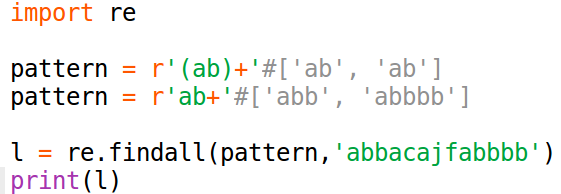 import re
pattern = r'(ab)+'#['ab', 'ab']
pattern = r'ab+'#['abb', 'abbbb']
l = re.findall(pattern,'abbacajfabbbb')
print(l)